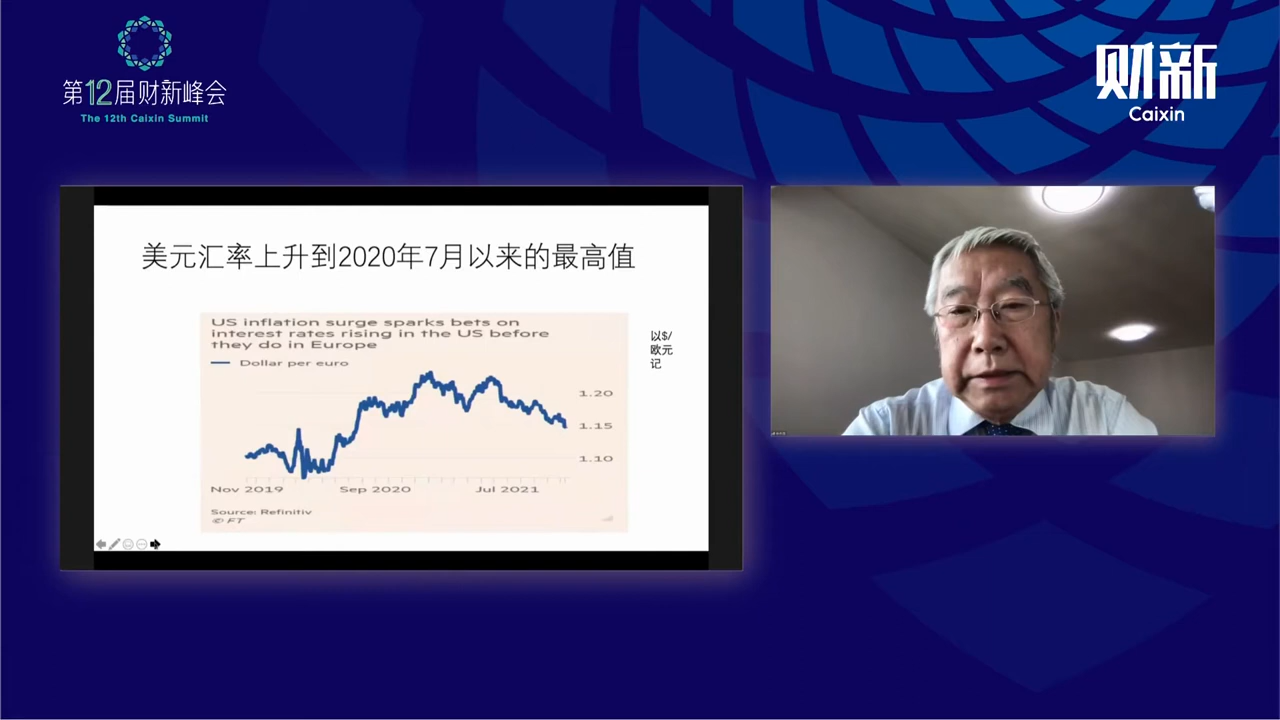 第12届财新峰会
The 12th Caixin Summit
财新
Caixin
美元汇率上升到2020年7月以来的最高值
US inflation surge sparks bets on
interest rates rising in the US before
they do in Europe
Dollar per euro
1.20
1.15
1.10
Nov 2019 Sep 2020 Jul 2021
Source: Refinitiv
© FT
以$/
欧元
记